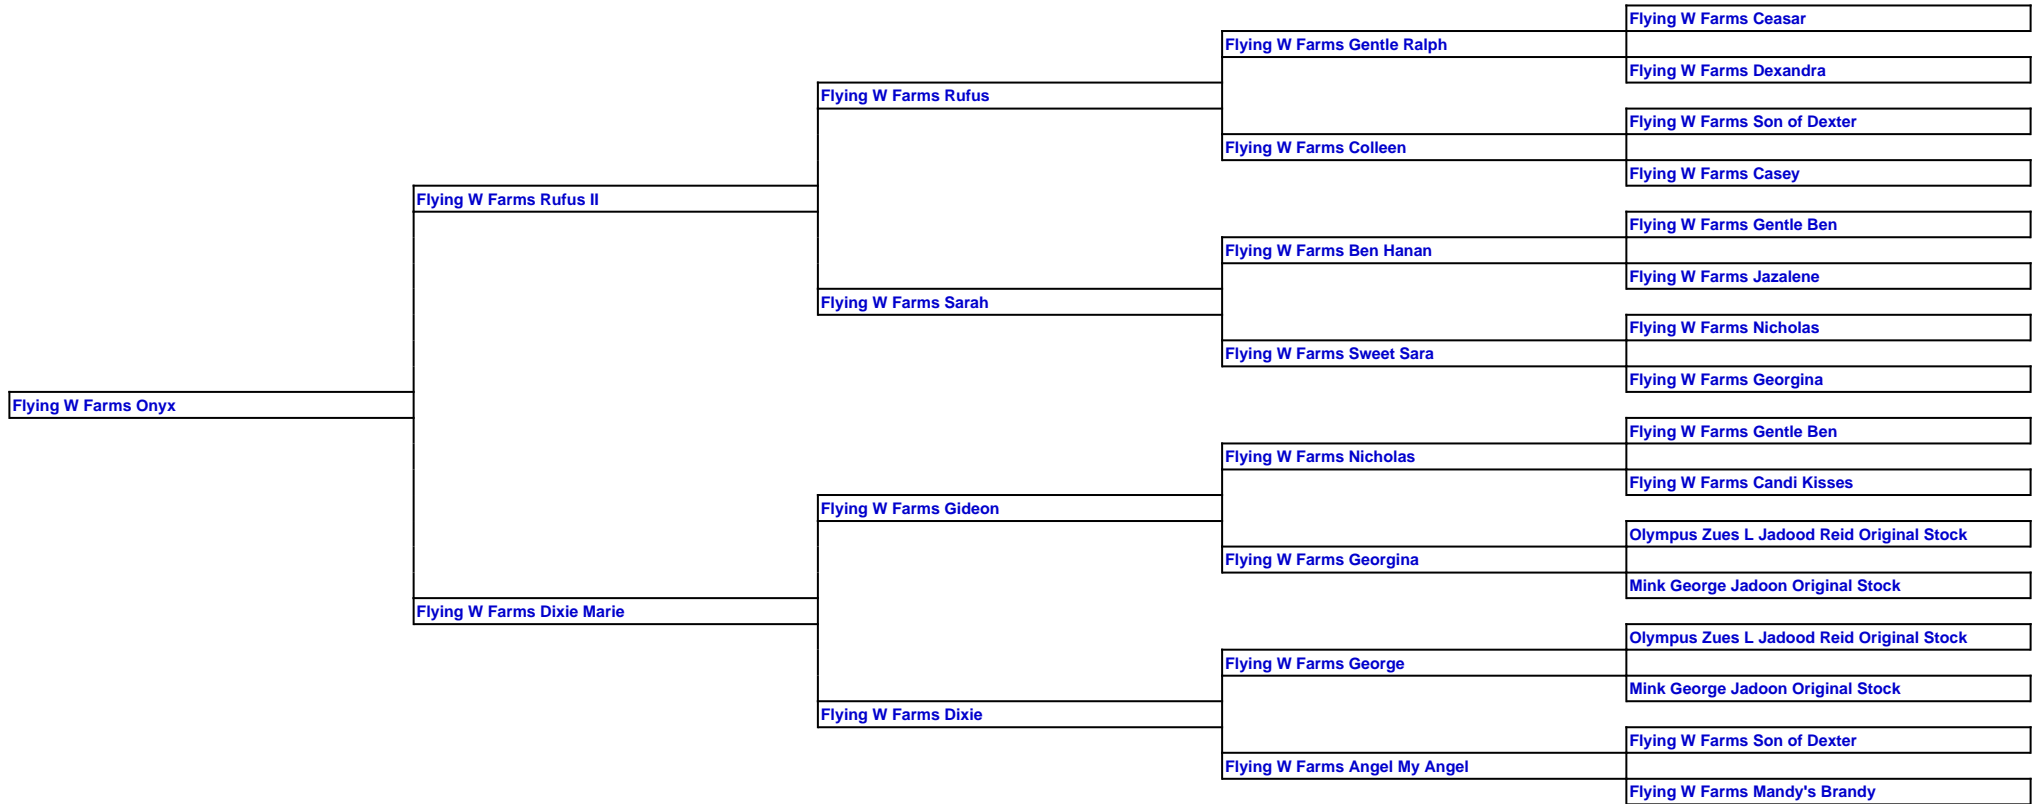 Flying W Farms Ceasar
Flying W Farms Gentle Ralph
Flying W Farms Dexandra
Flying W Farms Rufus
Flying W Farms Son of Dexter
Flying W Farms Colleen
Flying W Farms Casey
Flying W Farms Rufus II
Flying W Farms Gentle Ben
Flying W Farms Ben Hanan
Flying W Farms Jazalene
Flying W Farms Sarah
Flying W Farms Nicholas
Flying W Farms Sweet Sara
Flying W Farms Georgina
Flying W Farms Onyx
Flying W Farms Gentle Ben
Flying W Farms Nicholas
Flying W Farms Candi Kisses
Flying W Farms Gideon
Olympus Zues L Jadood Reid Original Stock
Flying W Farms Georgina
Mink George Jadoon Original Stock
Flying W Farms Dixie Marie
Olympus Zues L Jadood Reid Original Stock
Flying W Farms George
Mink George Jadoon Original Stock
Flying W Farms Dixie
Flying W Farms Son of Dexter
Flying W Farms Angel My Angel
Flying W Farms Mandy's Brandy